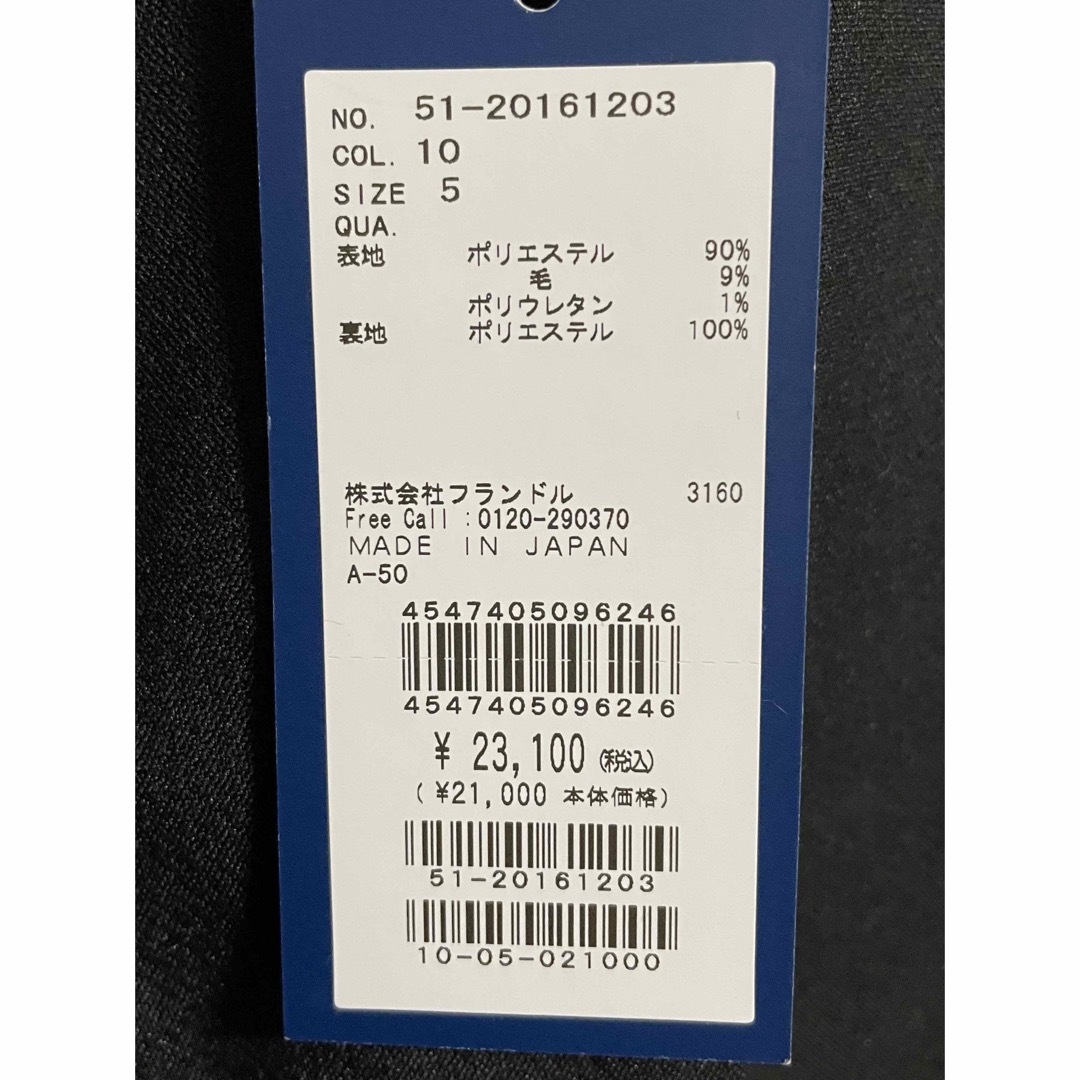 NO. 51-20161203
COL. 10
SIZE 5
QUA.
表地 ポリエステル 90%
毛 9%
ポリウレタン 1%
裏地 ポリエステル 100%
株式会社フランドル 3160
Free Call :0120-290370
MADE IN JAPAN
A-50
4547405096246
4547405096246
¥ 23,100 (税込)
( ¥21,000 本体価格)
51-20161203
10-05-021000